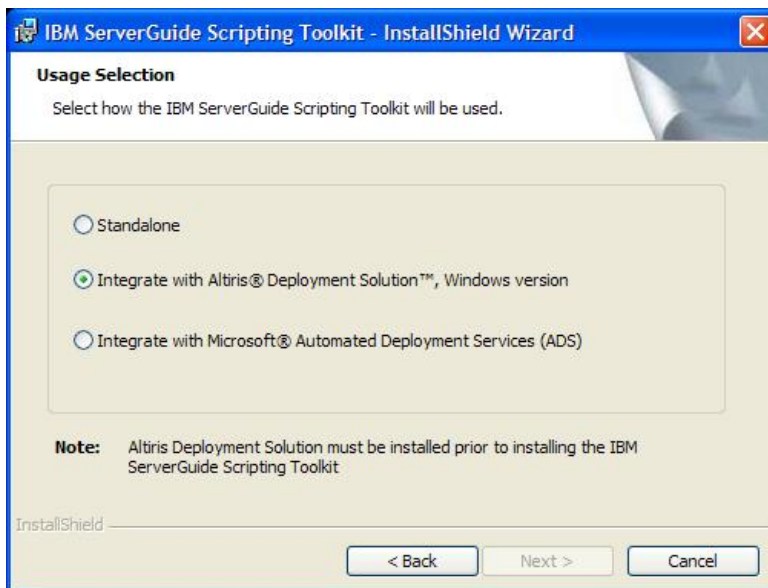 IBM ServerGuide Scripting Toolkit - InstallShield Wizard
Usage Selection
Select how the IBM ServerGuide Scripting Toolkit will be used.
Standalone
Integrate with Altiris® Deployment Solution™, Windows version
Integrate with Microsoft® Automated Deployment Services (ADS)
Note: Altiris Deployment Solution must be installed prior to installing the IBM
ServerGuide Scripting Toolkit
InstallShield
< Back Next > Cancel